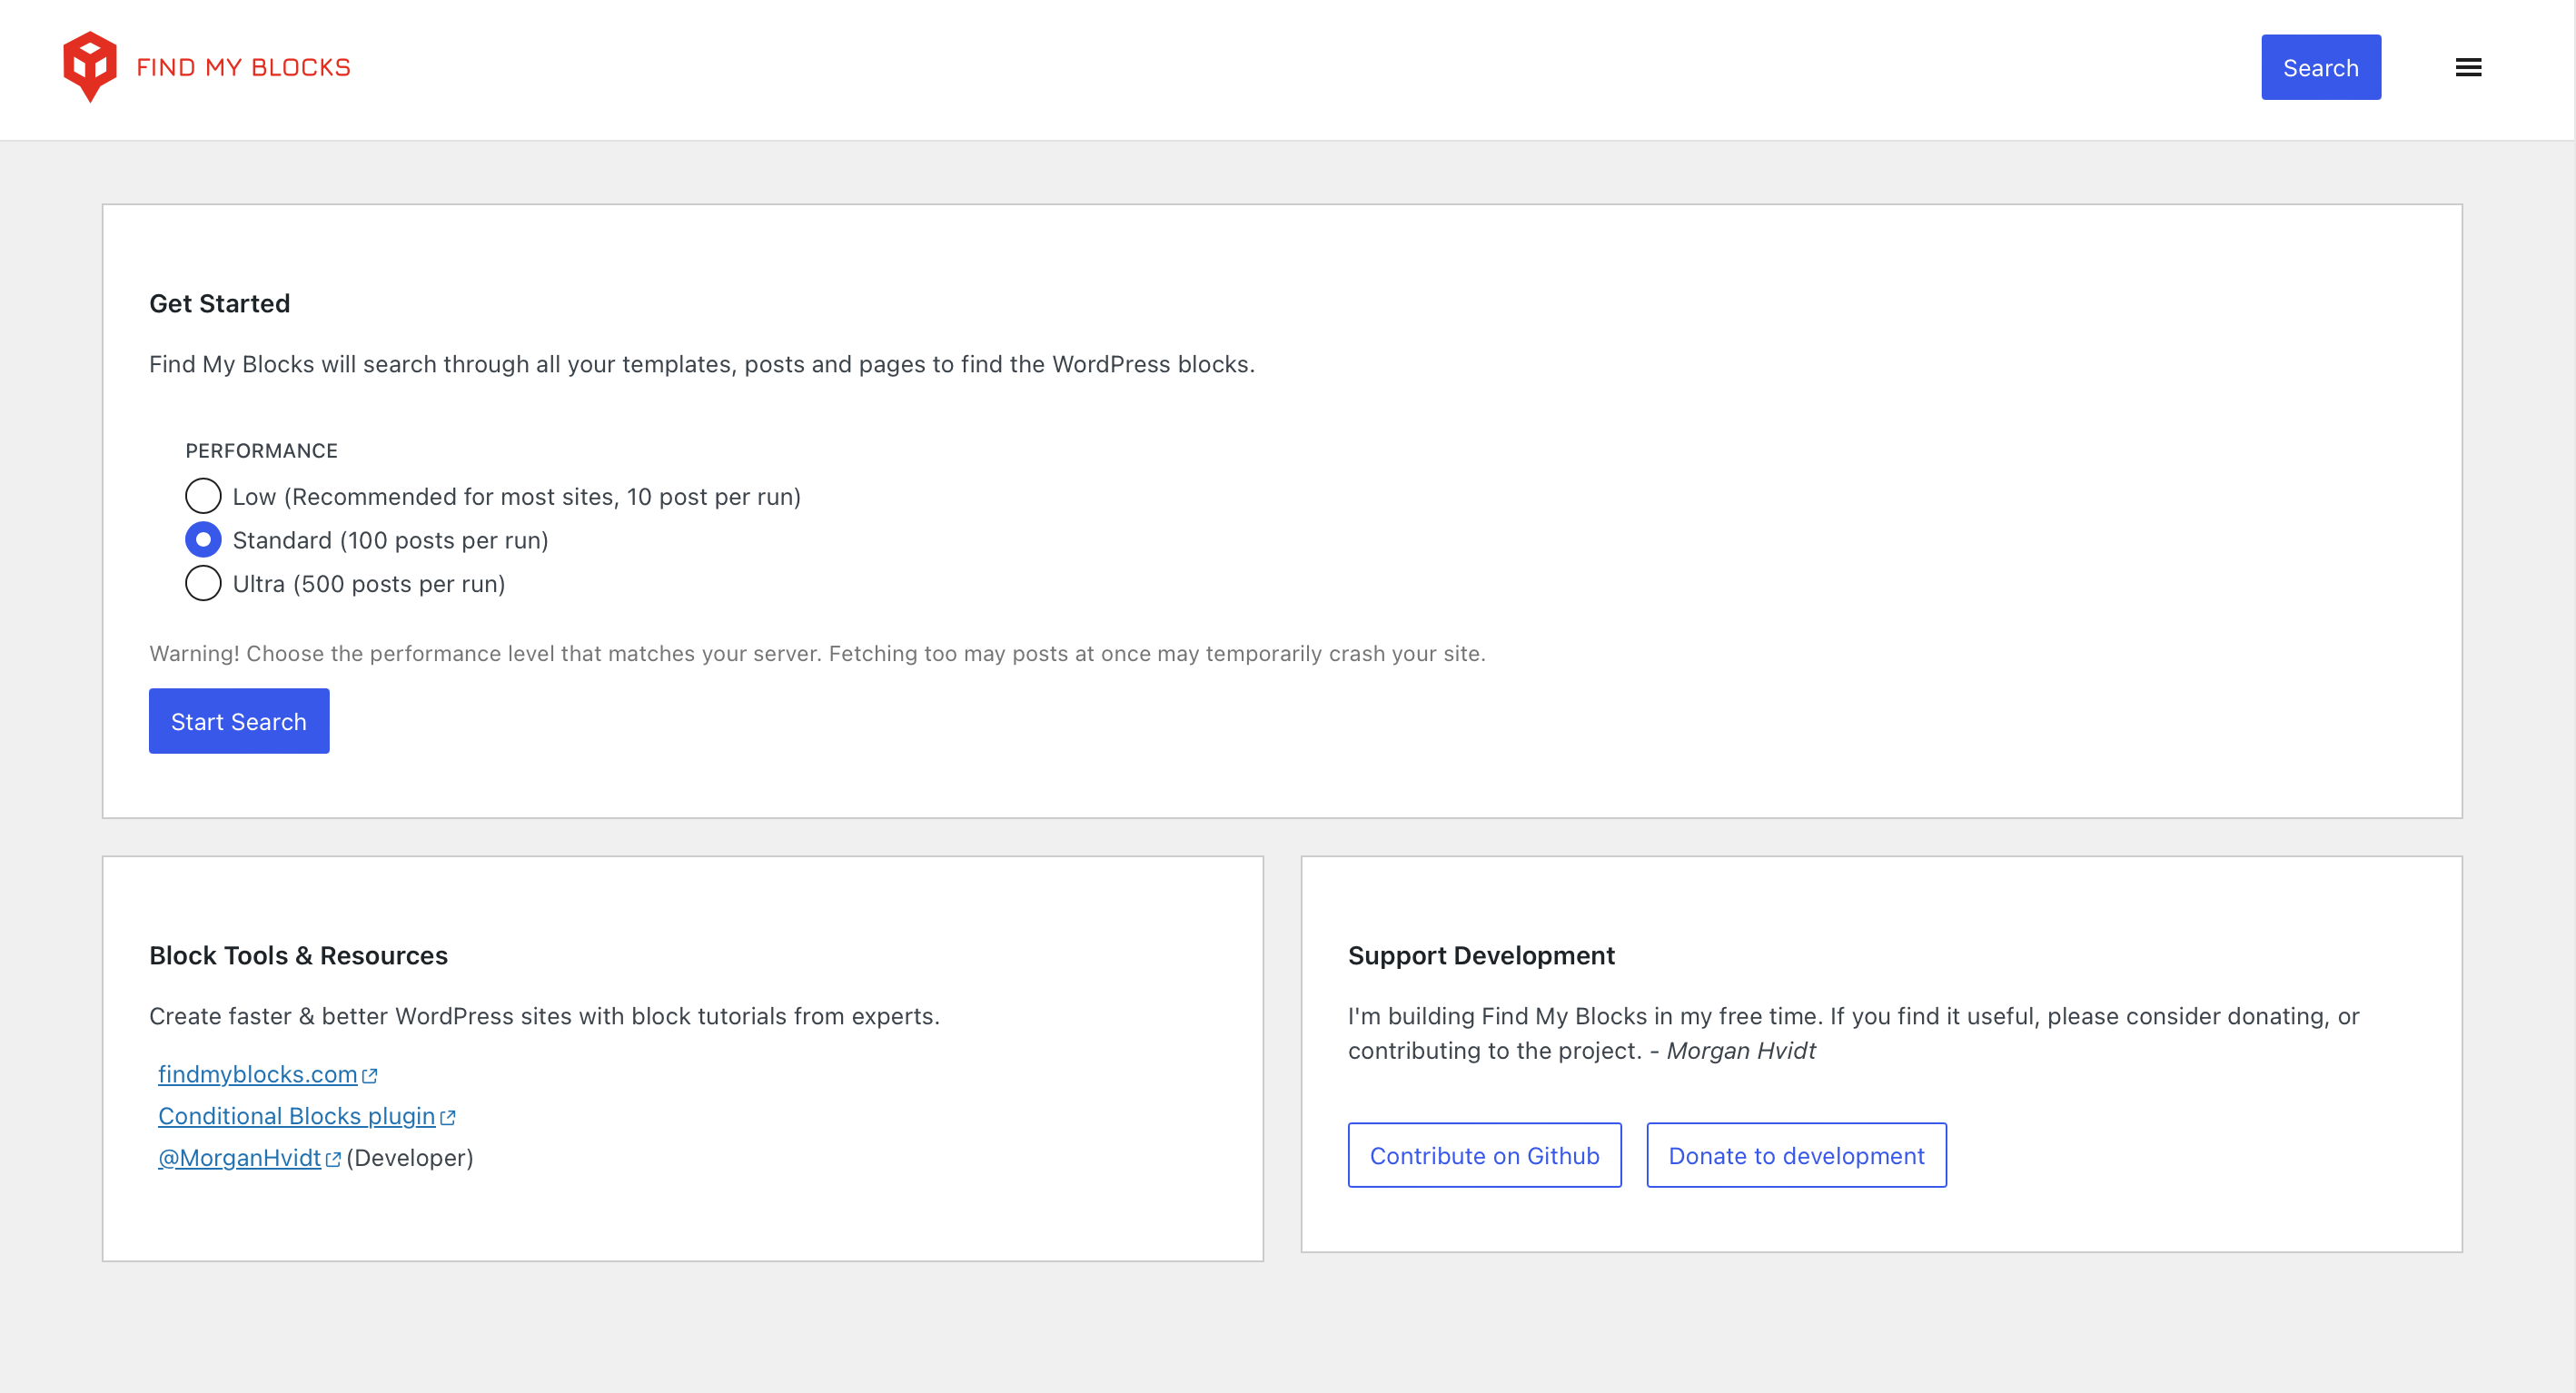 FIND MY BLOCKS
Search
Get Started
Find My Blocks will search through all your templates, posts and pages to find the WordPress blocks.
PERFORMANCE
Low (Recommended for most sites, 10 post per run)
Standard (100 posts per run)
Ultra (500 posts per run)
Warning! Choose the performance level that matches your server. Fetching too may posts at once may temporarily crash your site.
Start Search
Block Tools & Resources
Create faster & better WordPress sites with block tutorials from experts.
findmyblocks.com
Conditional Blocks plugin
@MorganHvidt (Developer)
Support Development
I'm building Find My Blocks in my free time. If you find it useful, please consider donating, or
contributing to the project. - Morgan Hvidt
Contribute on Github
Donate to development